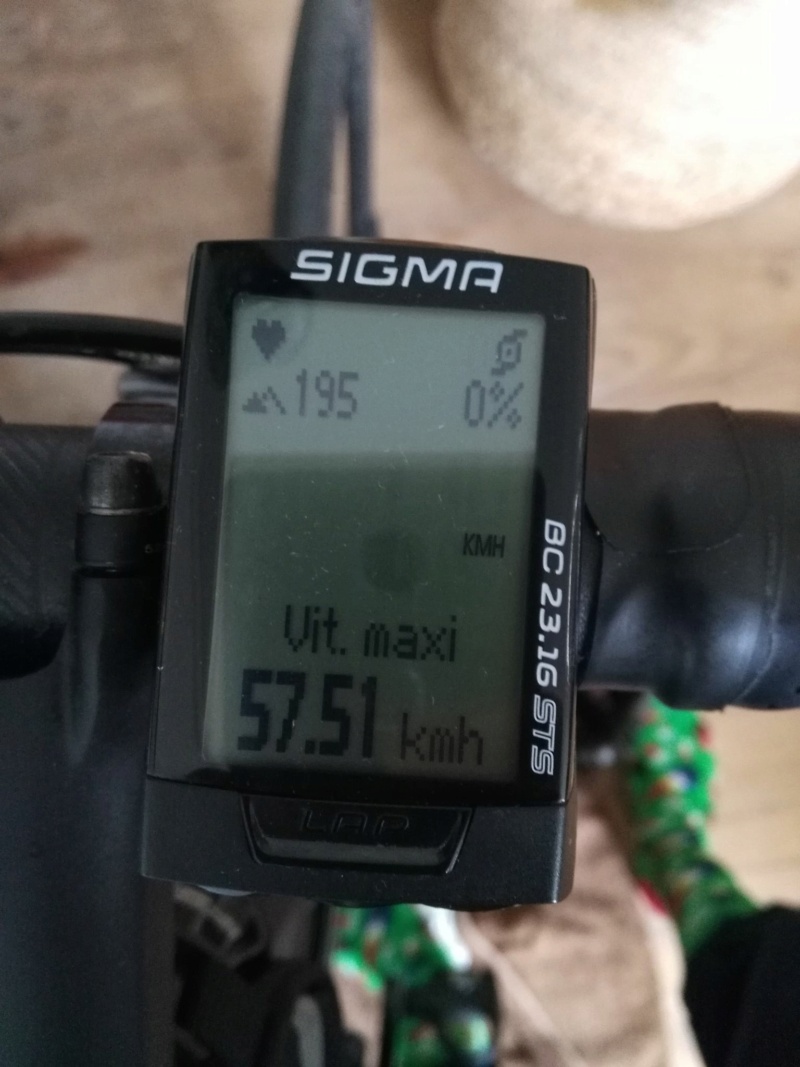 SIGMA
195 0%
KMH
Vit. maxi
57.51 kmh
BC 23.16 STS
LAP